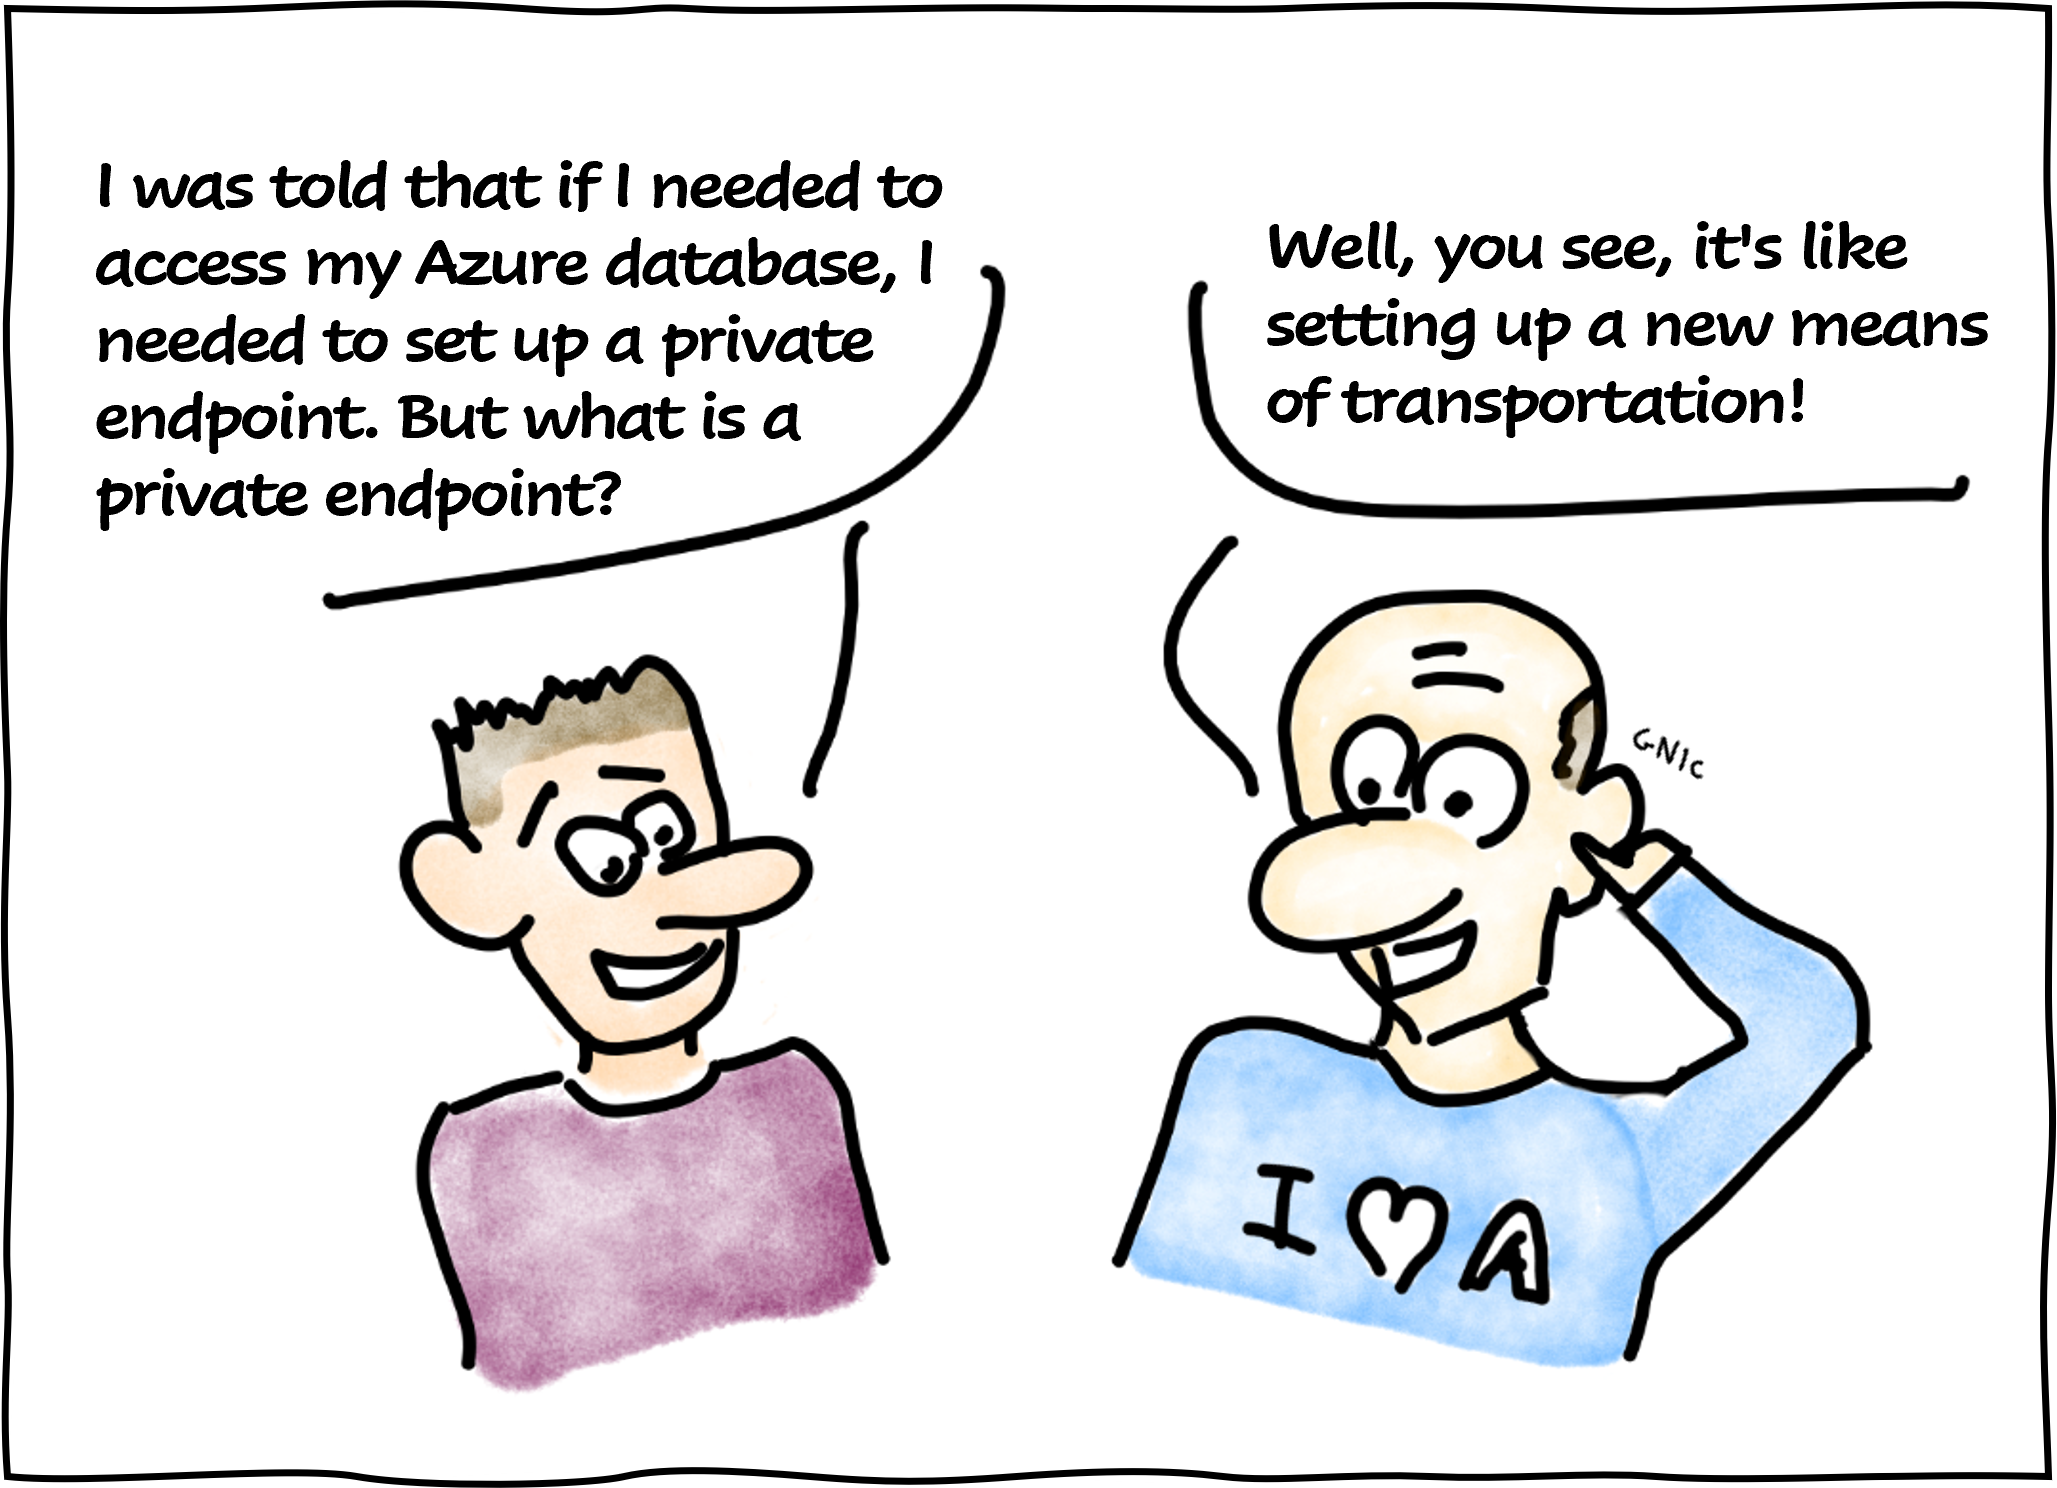 I was told that if I needed to
access my Azure database, I
needed to set up a private
endpoint. But what is a
private endpoint?
Well, you see, it's like
setting up a new means
of transportation!
GNIC
I ♡ A